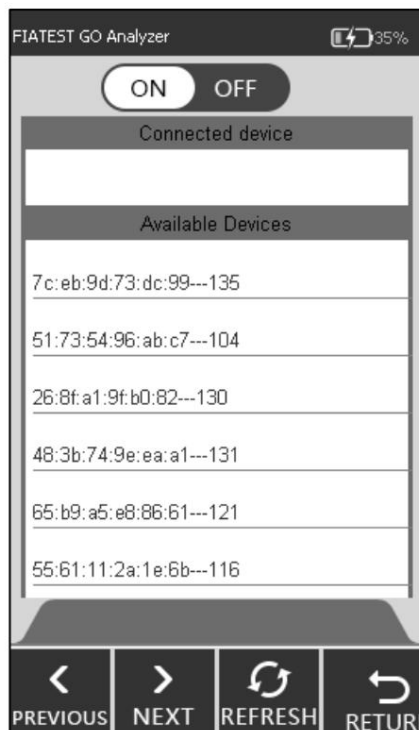 FIATEST GO Analyzer 35%
ON OFF
Connected device
Available Devices
7c:eb:9d:73:dc:99---135
51:73:54:96:ab:c7---104
26:8f:a1:9f:b0:82---130
48:3b:74:9e:ea:a1---131
65:b9:a5:e8:86:61---121
55:61:11:2a:1e:6b---116
PREVIOUS NEXT REFRESH RETUR